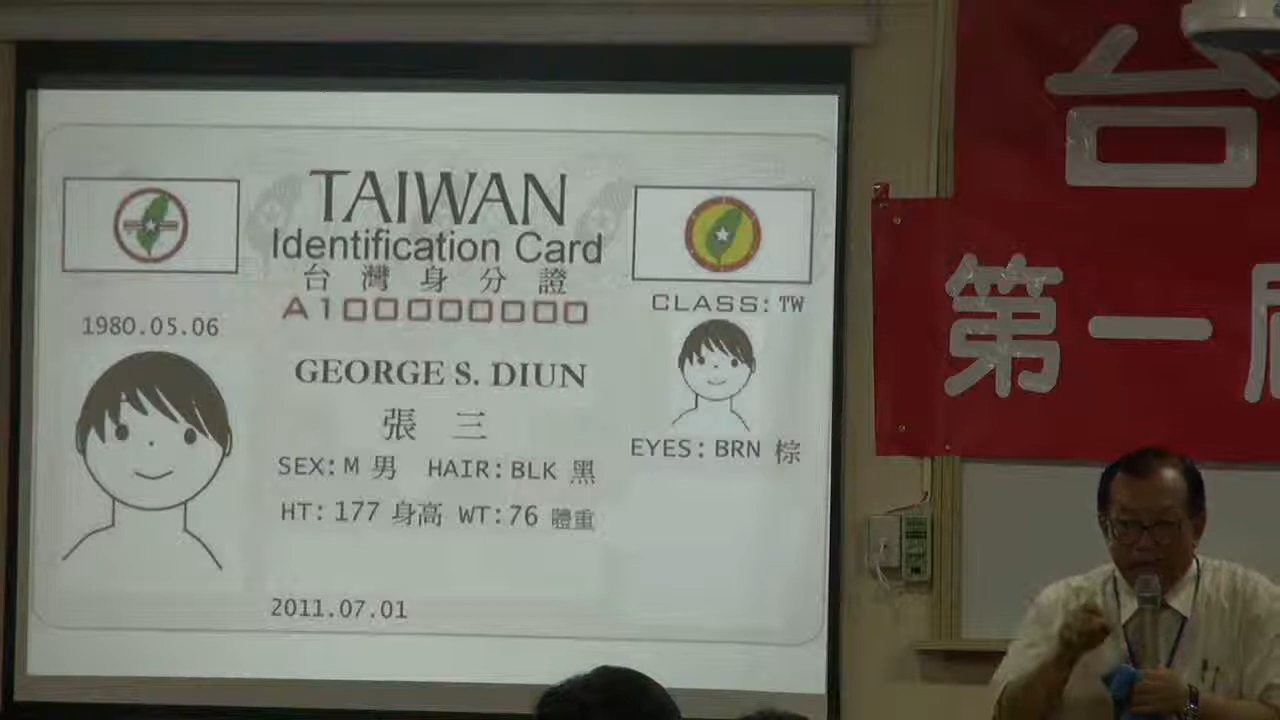 TAIWAN
Identification Card
台灣身分證
A1□□□□□□□□
1980.05.06
CLASS: TW
GEORGE S. DIUN
張 三
SEX: M 男 HAIR: BLK 黑
EYES: BRN 棕
HT: 177 身高 WT: 76 體重
2011.07.01
台
第一屆